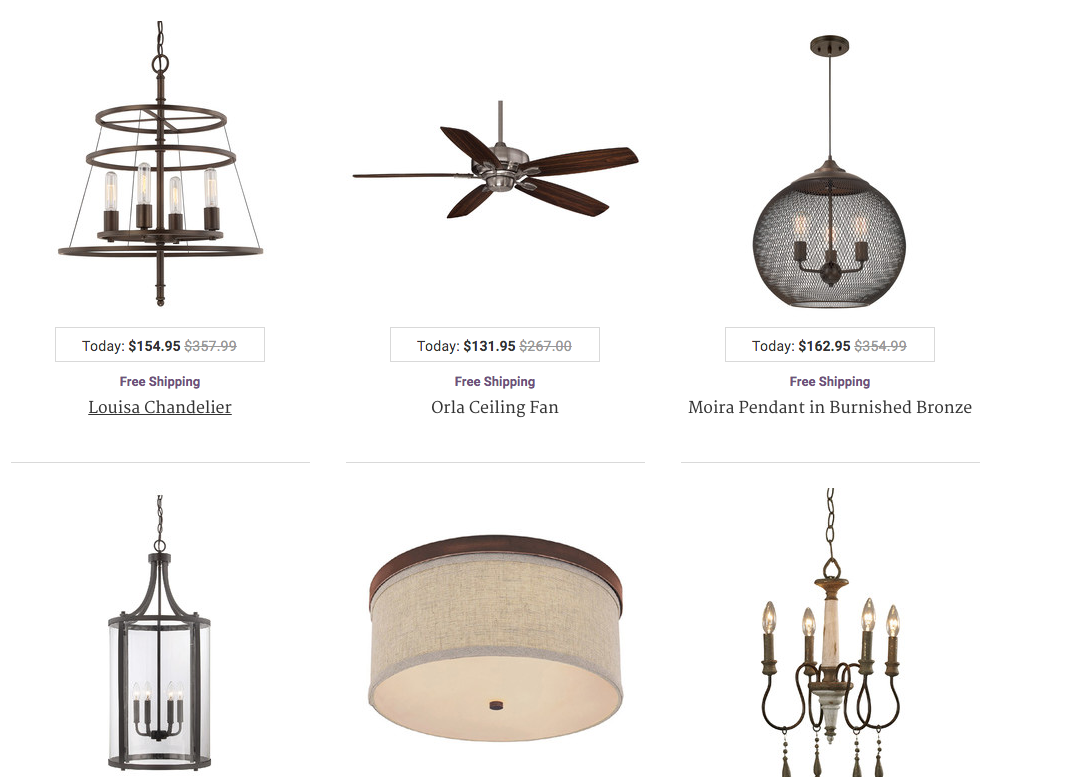 Today: $154.95 $357.99
Free Shipping
Louisa Chandelier
Today: $131.95 $267.00
Free Shipping
Orla Ceiling Fan
Today: $162.95 $354.99
Free Shipping
Moira Pendant in Burnished Bronze